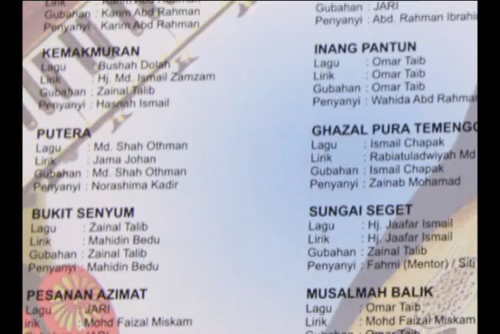 Gubahan : Karim Abd Rahman
Penyanyi : Karim Abd Rahman
KEMAKMURAN
Lagu : Bushah Dolah
Lirik : Hj. Md. Ismail Zamzam
Gubahan : Zainal Talib
Penyanyi : Hasnah Ismail
PUTERA
Lagu : Md. Shah Othman
Lirik : Jama Johan
Gubahan : Md. Shah Othman
Penyanyi : Norashima Kadir
BUKIT SENYUM
Lagu : Zainal Talib
Lirik : Mahidin Bedu
Gubahan : Zainal Talib
Penyanyi : Mahidin Bedu
PESANAN AZIMAT
Lagu : JARI
Lirik : Mohd Faizal Miskam
Gubahan : JARI
Penyanyi : Abd. Rahman Ibrahi
INANG PANTUN
Lagu : Omar Taib
Lirik : Omar Taib
Gubahan : Omar Taib
Penyanyi : Wahida Abd Rahma
GHAZAL PURA TEMENGG
Lagu : Ismail Chapak
Lirik : Rabiatuladwiyah Md
Gubahan : Ismail Chapak
Penyanyi : Zainab Mohamad
SUNGAI SEGET
Lagu : Hj. Jaafar Ismail
Lirik : Hj. Jaafar Ismail
Gubahan : Zainal Talib
Penyanyi : Fahmi (Mentor) / Siti
MUSALMAH BALIK
Lagu : Omar Taib
Lirik : Omar Taib